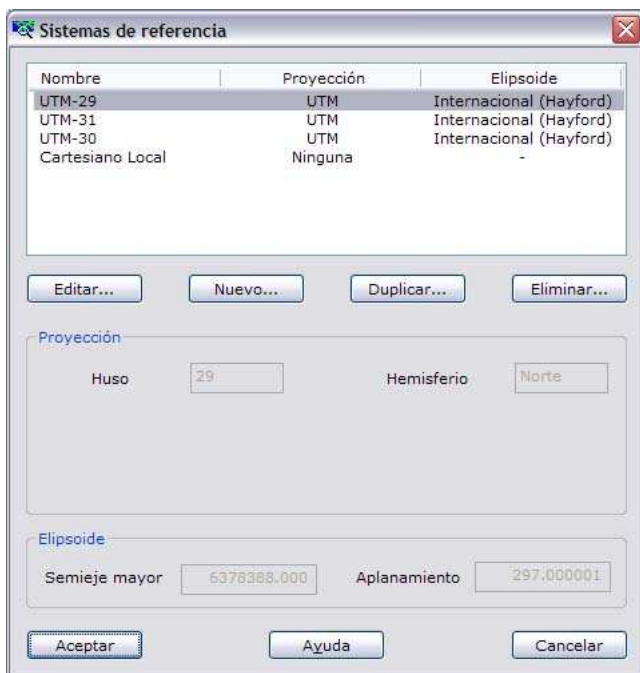 Sistemas de referencia
Nombre Proyección Elipsoide
UTM-29 UTM Internacional (Hayford)
UTM-31 UTM Internacional (Hayford)
UTM-30 UTM Internacional (Hayford)
Cartesiano Local Ninguna -
Editar... Nuevo... Duplicar... Eliminar...
Proyección
Huso 29 Hemisferio Norte
Elipsoide
Semieje mayor 6378388.000 Aplanamiento 297.000001
Aceptar Ayuda Cancelar